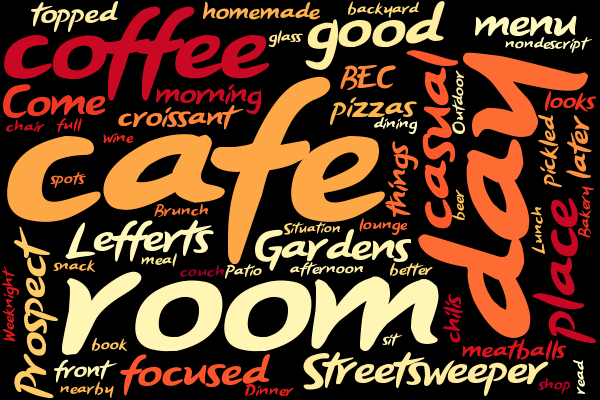 topped
homemade
backyard
coffee
glass
good
menu
nondescript
Come
morning
BEC
casual
Outdoor
day
looks
chair
full
croissant
pizzas
dining
wine
cafe
things
beer
Pickled
later
spots
Brunch
Lefferts
Situation
lounge
Gardens
Lunch
place
Bakery
snack
meal
couch
Patio
afternoon
better
Weeknight
Prospect
room
chills
book
sit
meatballs
front
nearby
focused
Dinner
Streetsweeper
shop
read